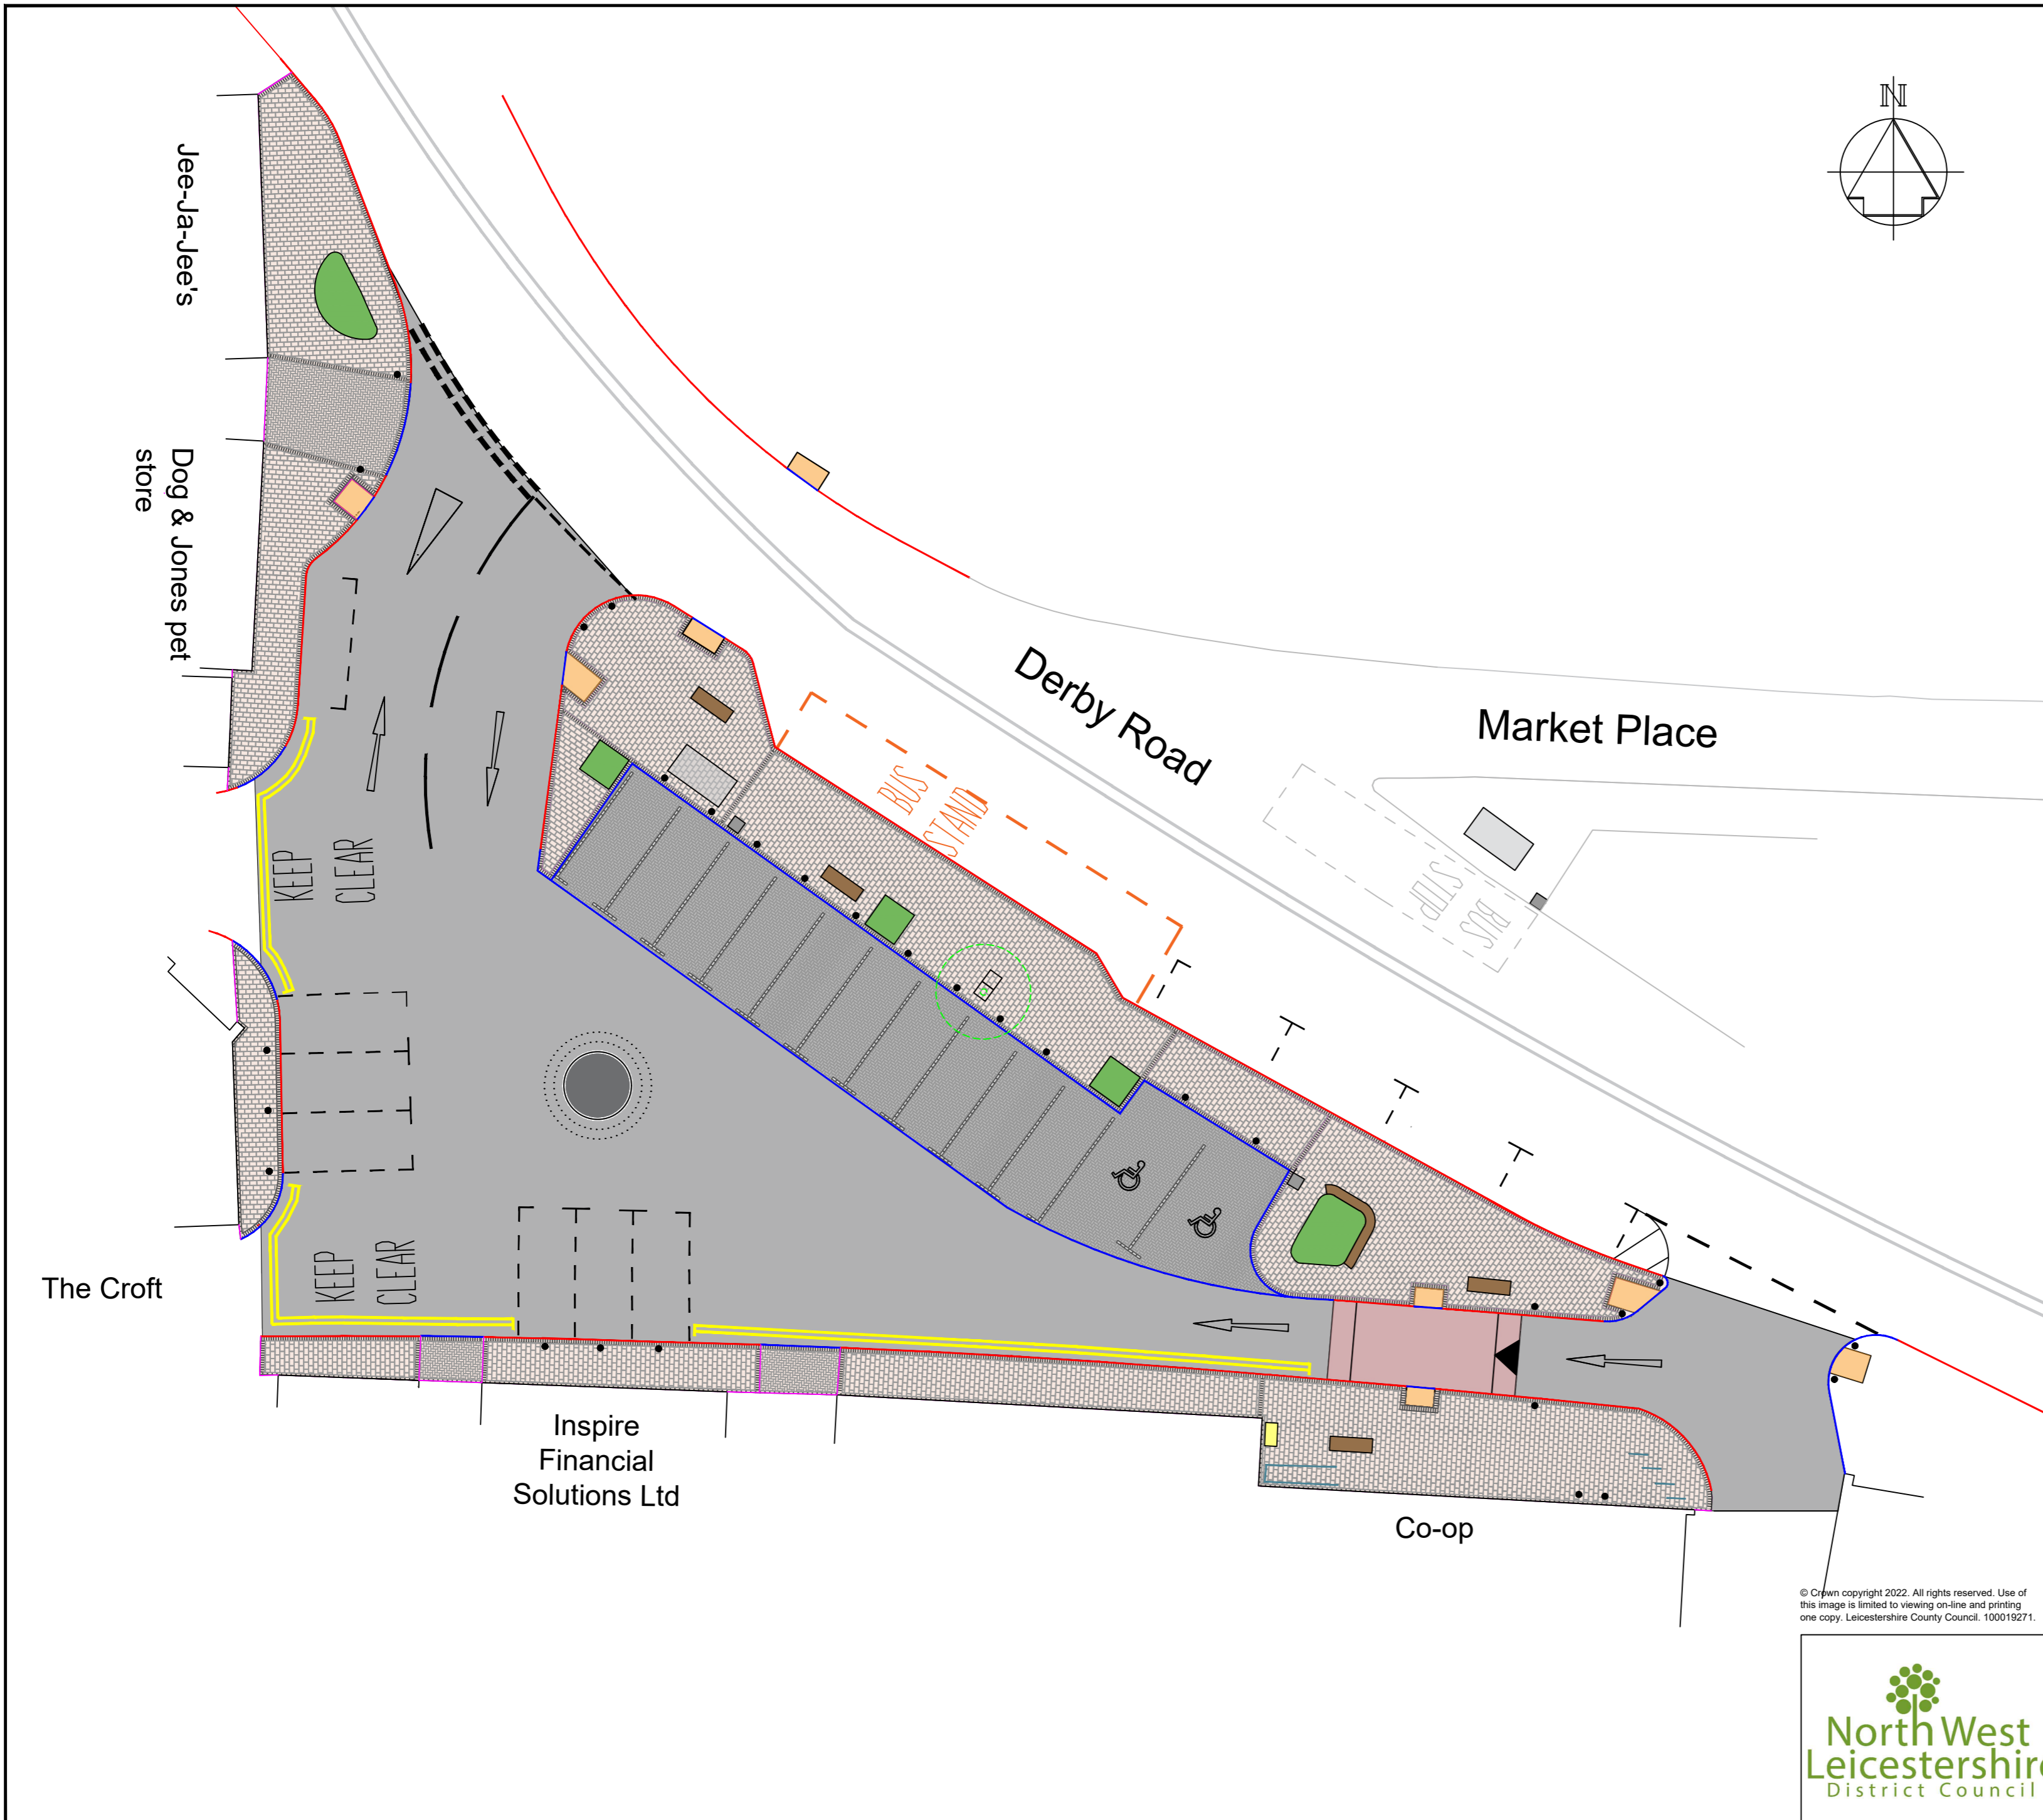 N
Jee-Ja-Jee's
Dog & Jones pet
store
Derby Road
Market Place
BUS
STAND
BUS
STOP
KEEP
CLEAR
KEEP
CLEAR
The Croft
Inspire
Financial
Solutions Ltd
Co-op
© Crown copyright 2022. All rights reserved. Use of
this image is limited to viewing on-line and printing
one copy. Leicestershire County Council. 100019271.
North West
Leicestershire
District Council